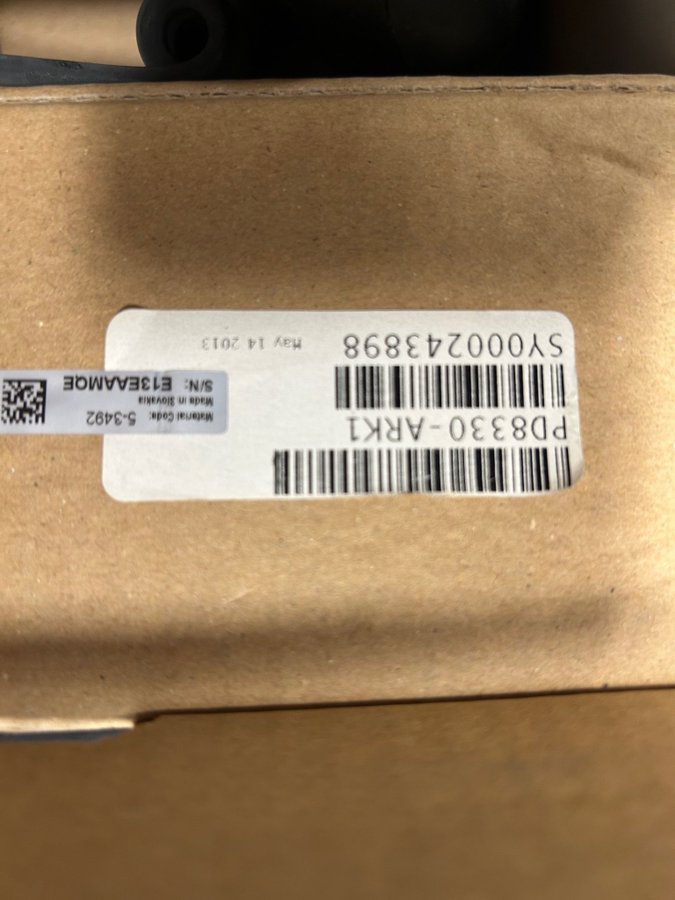 PD8330-ARK1
SY000243898
May 14 2013
Material Code:
5-3492
Made in Slovakia
S/N: E13EAAMQE